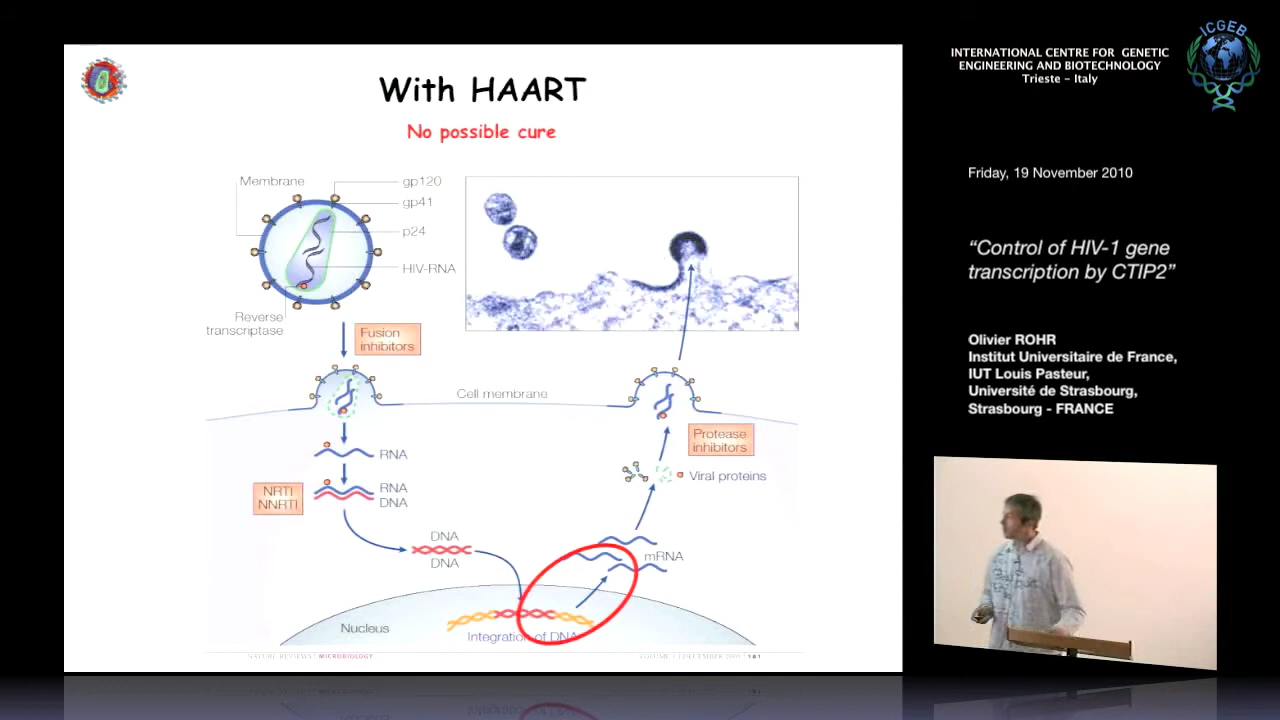 With HAART
No possible cure
Membrane
gp120
gp41
p24
HIV-RNA
Reverse
transcriptase
Fusion
inhibitors
Cell membrane
Protease
inhibitors
RNA
Viral proteins
NRTI
NNRTI
RNA
DNA
DNA
DNA
mRNA
Nucleus
Integration of DNA
NATURE REVIEWS | MICROBIOLOGY
ICGEB
INTERNATIONAL CENTRE FOR GENETIC
ENGINEERING AND BIOTECHNOLOGY
Trieste - Italy
Friday, 19 November 2010
“Control of HIV-1 gene
transcription by CTIP2”
Olivier ROHR
Institut Universitaire de France,
IUT Louis Pasteur,
Université de Strasbourg,
Strasbourg - FRANCE